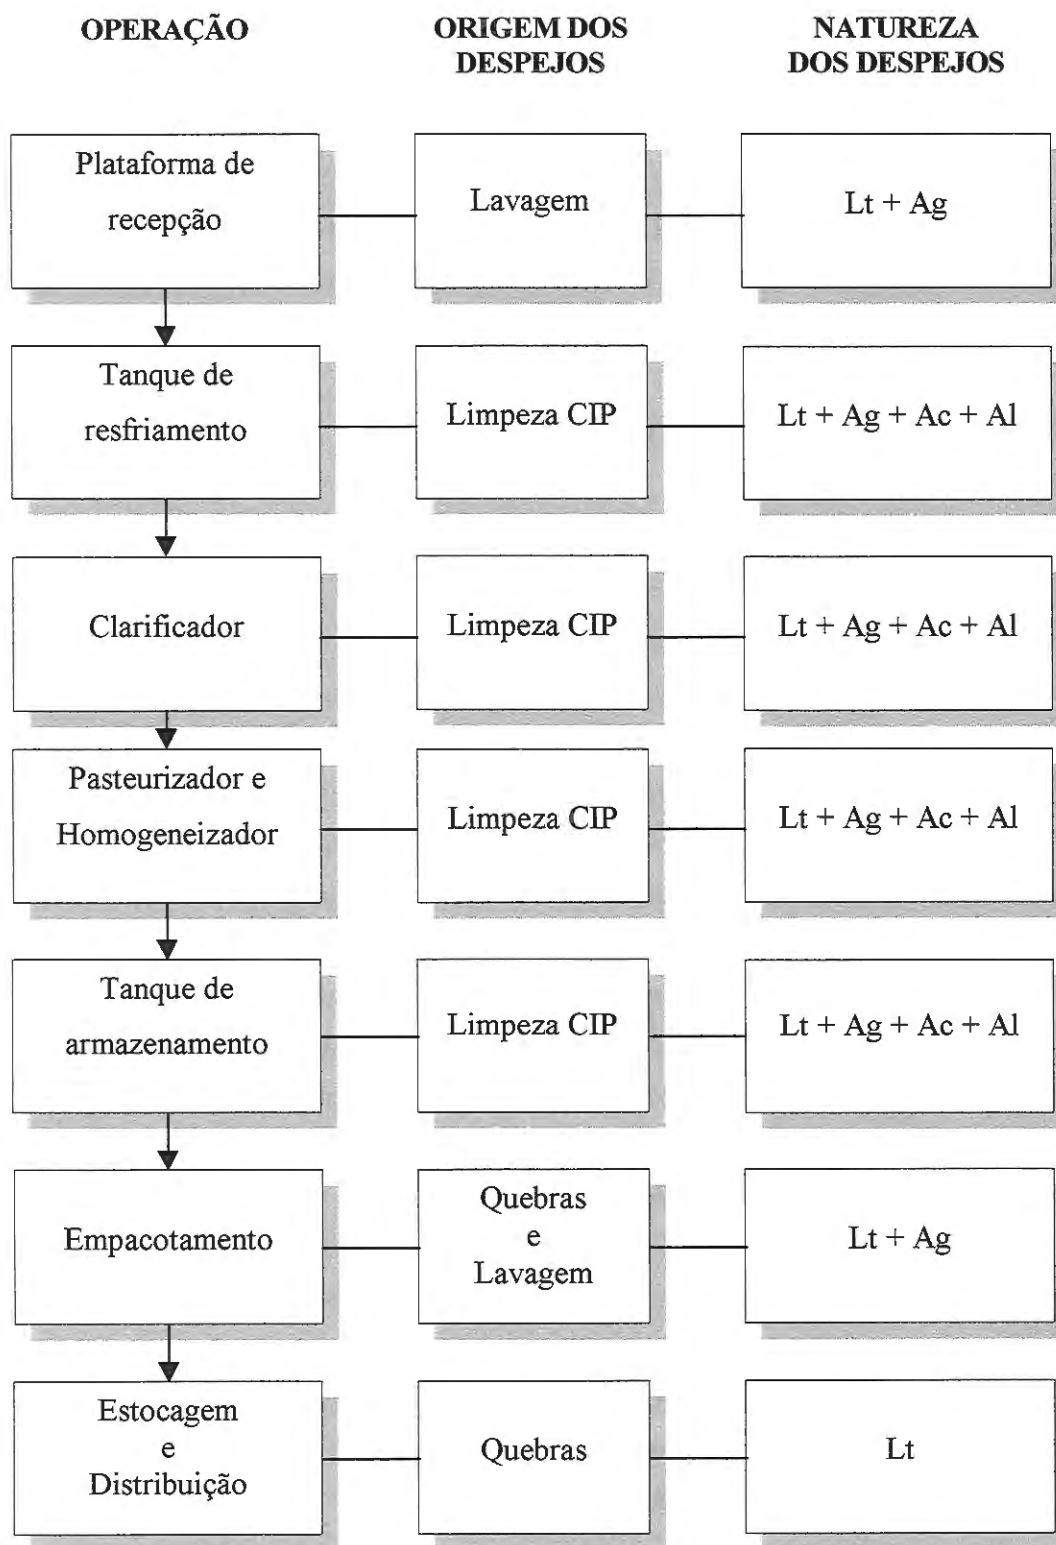 OPERAÇÃO
ORIGEM DOS
DESPEJOS
NATUREZA
DOS DESPEJOS
Plataforma de
recepção
Lavagem
Lt + Ag
Tanque de
resfriamento
Limpeza CIP
Lt + Ag + Ac + Al
Clarificador
Limpeza CIP
Lt + Ag + Ac + Al
Pasteurizador e
Homogeneizador
Limpeza CIP
Lt + Ag + Ac + Al
Tanque de
armazenamento
Limpeza CIP
Lt + Ag + Ac + Al
Empacotamento
Quebras
e
Lavagem
Lt + Ag
Estocagem
e
Distribuição
Quebras
Lt